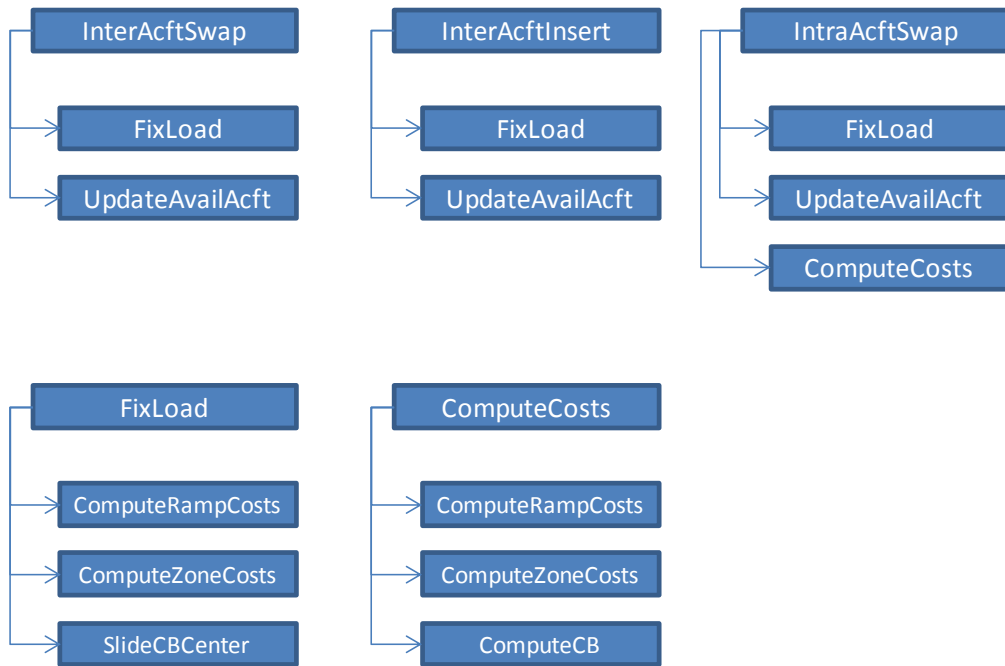 InterAcftSwap
FixLoad
UpdateAvailAcft
InterAcftInsert
FixLoad
UpdateAvailAcft
IntraAcftSwap
FixLoad
UpdateAvailAcft
ComputeCosts
FixLoad
ComputeRampCosts
ComputeZoneCosts
SlideCBCenter
ComputeCosts
ComputeRampCosts
ComputeZoneCosts
ComputeCB